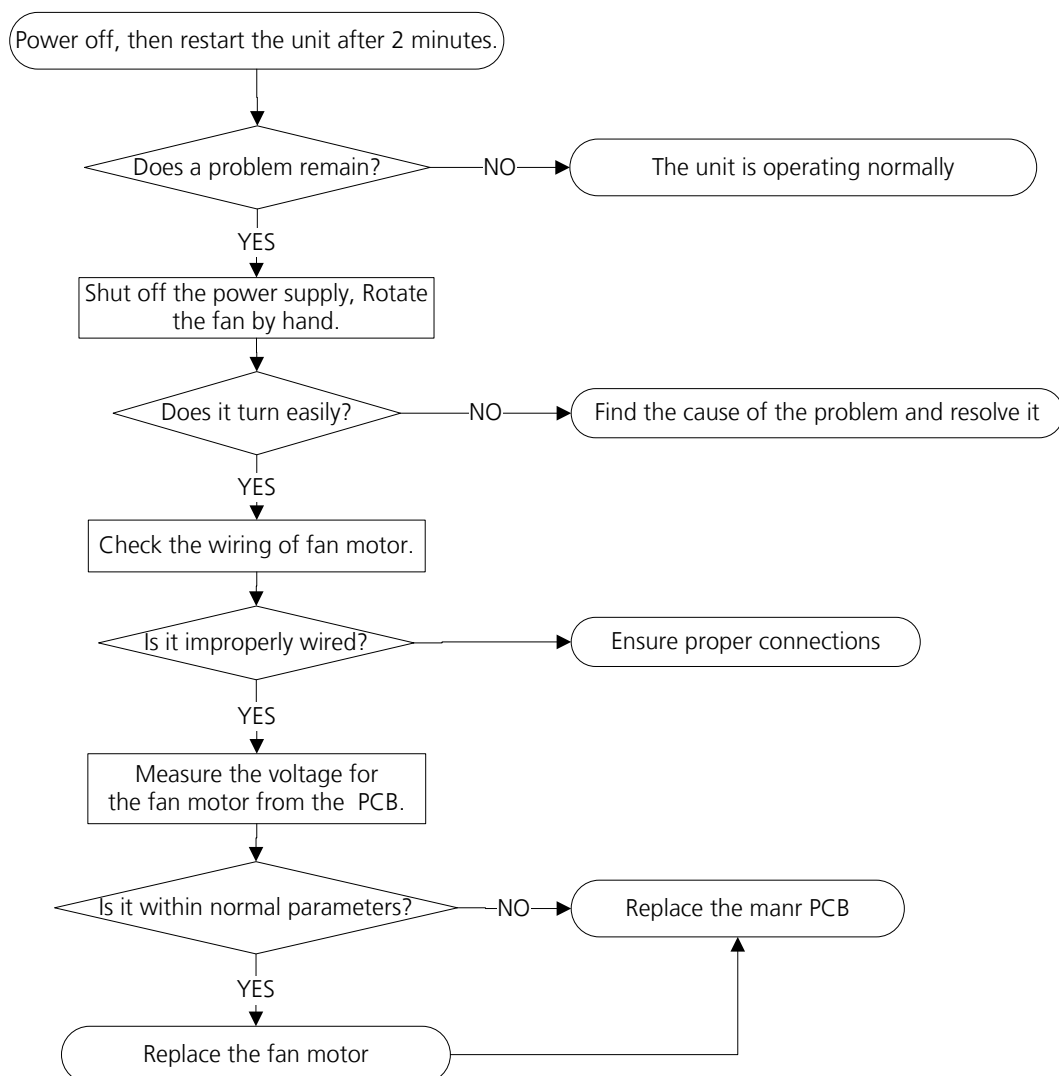 Power off, then restart the unit after 2 minutes.
Does a problem remain?
NO
The unit is operating normally
YES
Shut off the power supply, Rotate
the fan by hand.
Does it turn easily?
NO
Find the cause of the problem and resolve it
YES
Check the wiring of fan motor.
Is it improperly wired?
Ensure proper connections
YES
Measure the voltage for
the fan motor from the PCB.
Is it within normal parameters?
NO
Replace the manr PCB
YES
Replace the fan motor